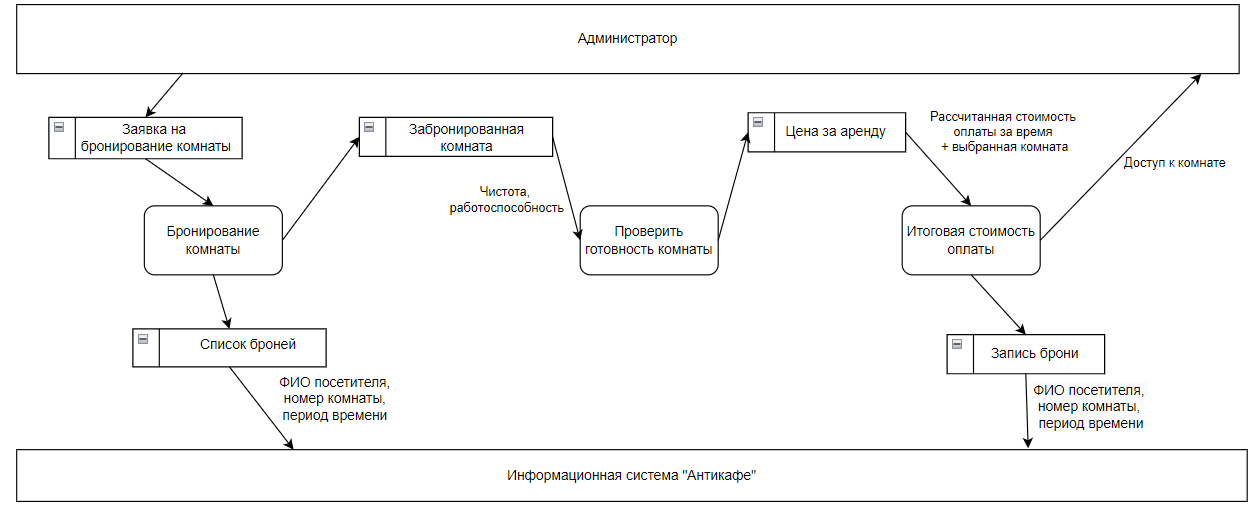 Администратор
Заявка на
бронирование комнаты
Забронированная
комната
Цена за аренду
Рассчитанная стоимость
оплаты за время
+ выбранная комната
Доступ к комнате
Чистота,
работоспособность
Бронирование
комнаты
Проверить
готовность комнаты
Итоговая стоимость
оплаты
Список броней
ФИО посетителя,
номер комнаты,
период времени
Запись брони
ФИО посетителя,
номер комнаты,
период времени
Информационная система "Антикафе"